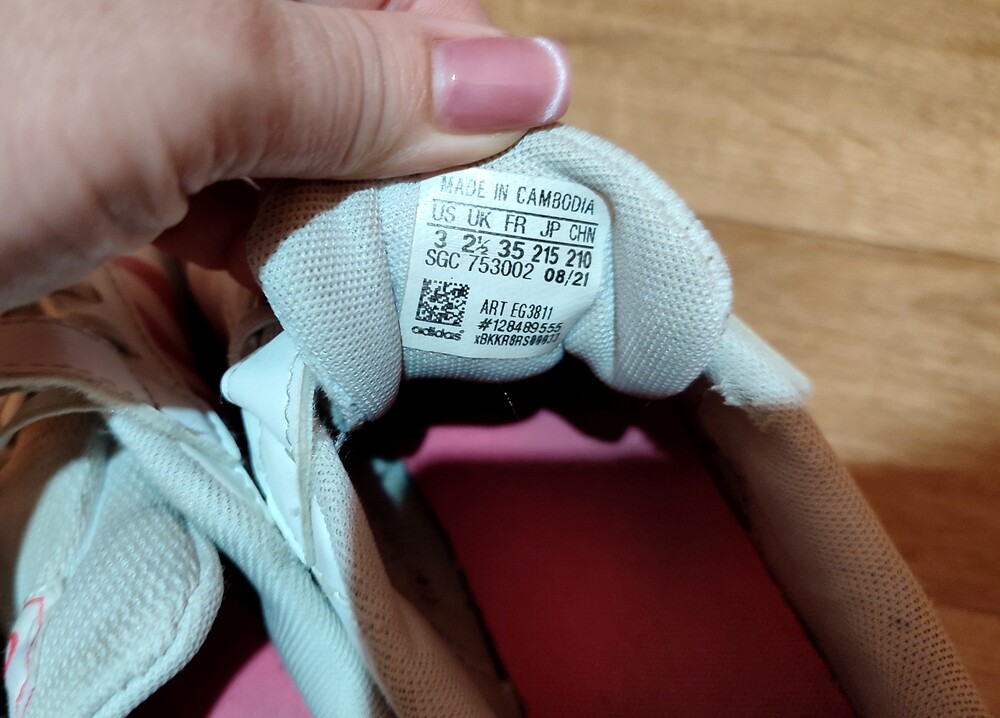 MADE IN CAMBODIA
US UK FR JP CHN
3 2½ 35 215 210
SGC 753002 08/21
ART EG3811
#128489555
adidas